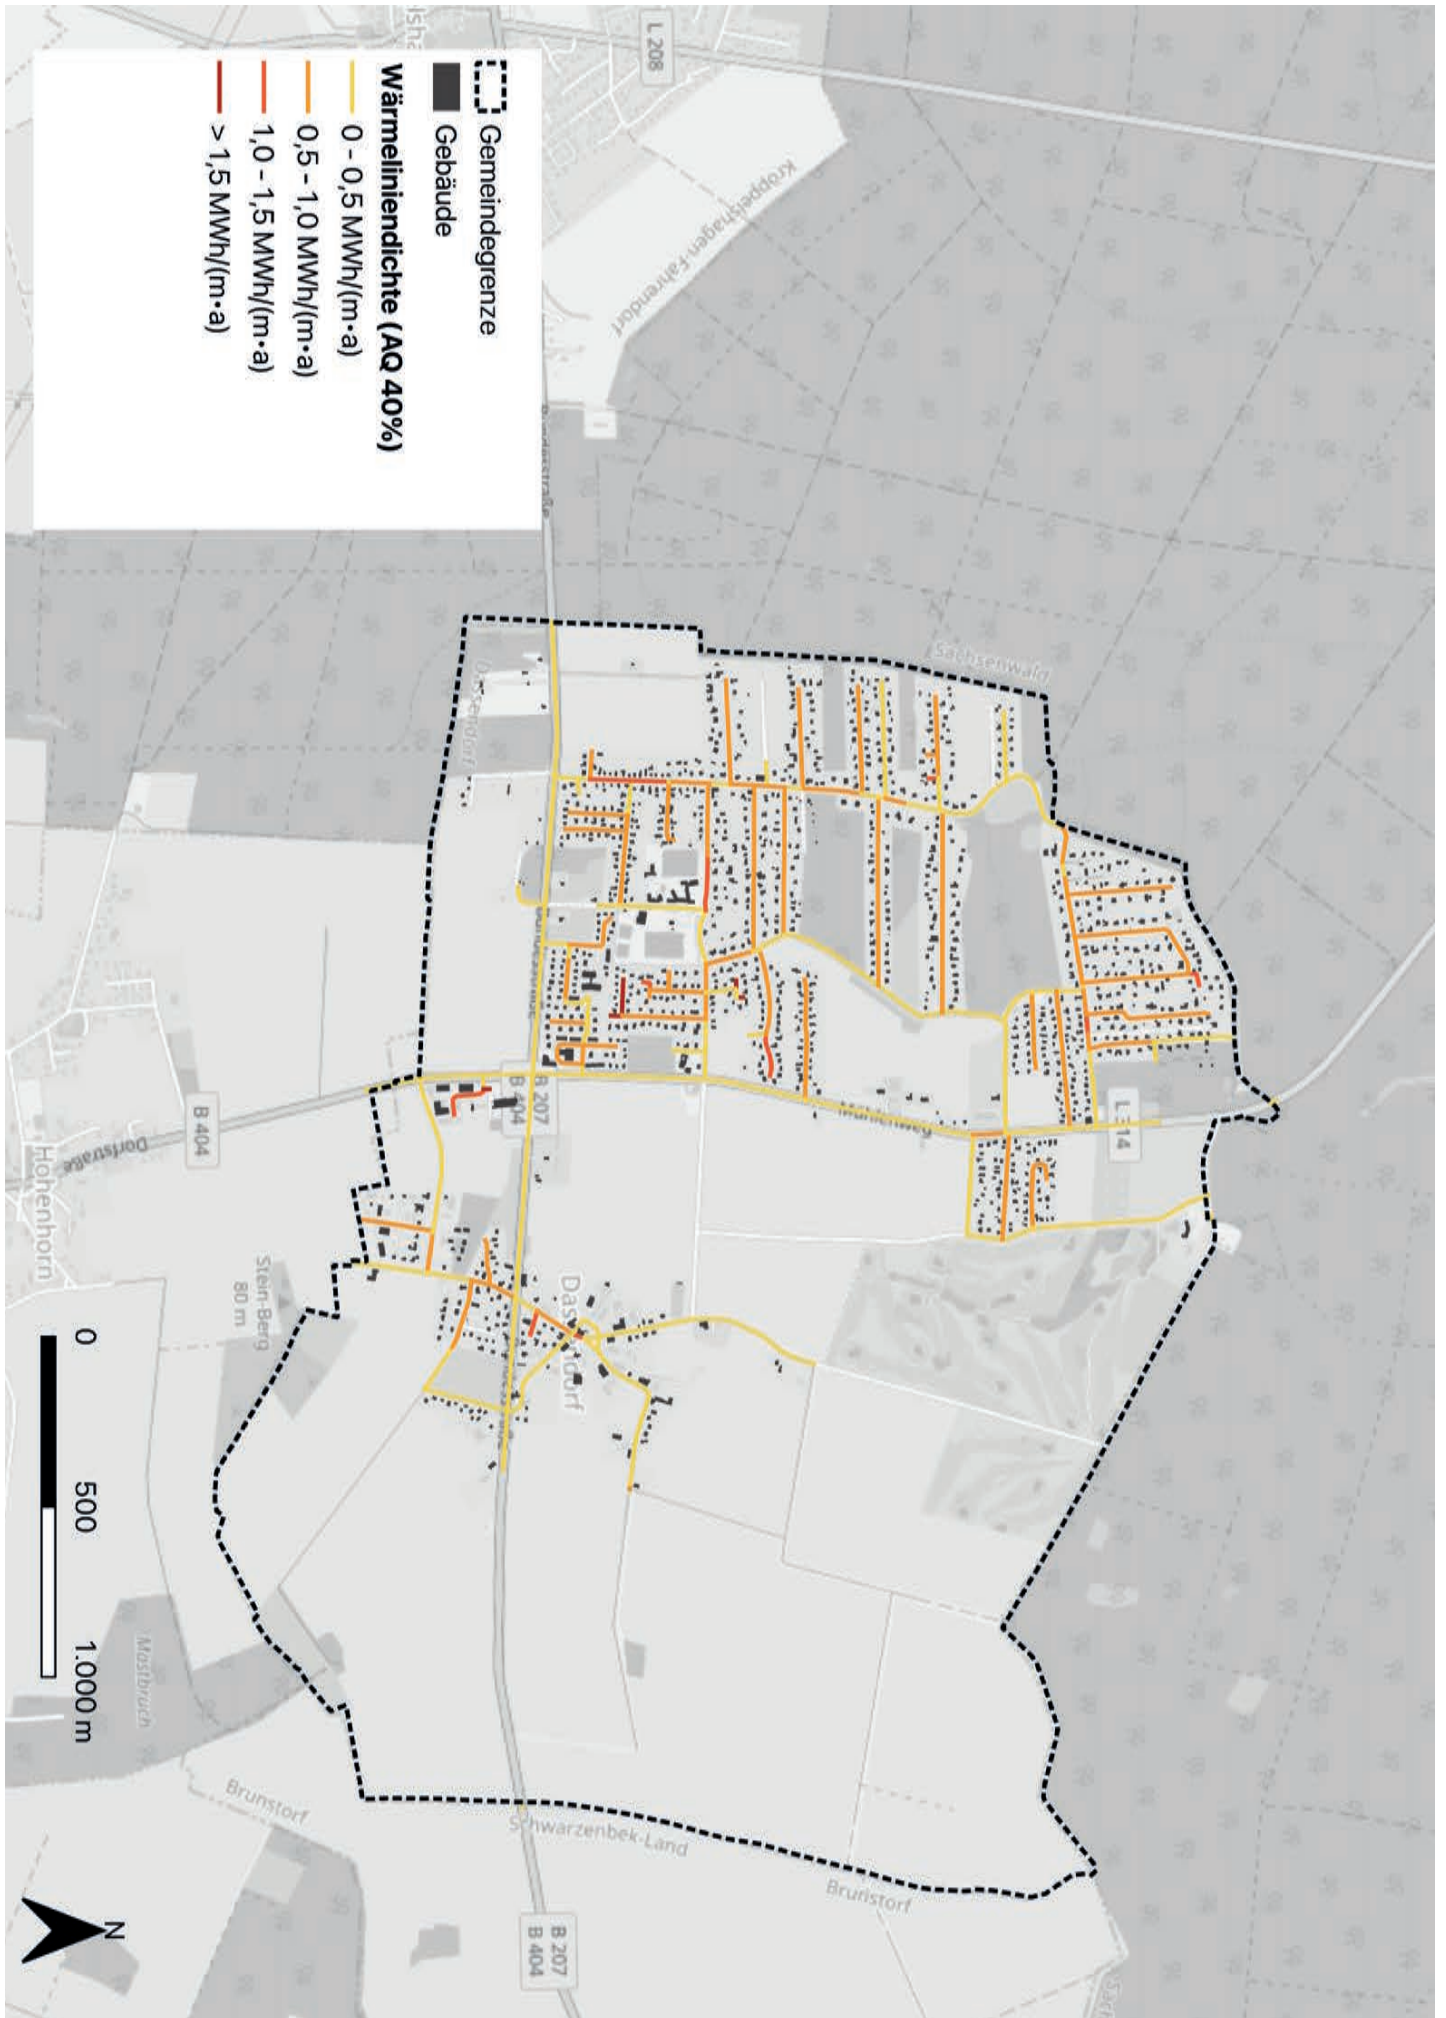 Gemeindegrenze
Gebäude
Wärmeliniendichte (AQ 40%)
0 - 0,5 MWh/(m•a)
0,5 - 1,0 MWh/(m•a)
1,0 - 1,5 MWh/(m•a)
> 1,5 MWh/(m•a)
L 208
Kröppelshagen-Fahrendorf
Sachsenwald
Dassendorf
Mühlenweg
B 207
B 404
B 404
Dorfstraße
Hohenhorn
Stein-Berg
80 m
Mastbruch
Brunstorf
Schwarzenbek-Land
Brunstorf
B 207
B 404
0
500
1.000 m
N